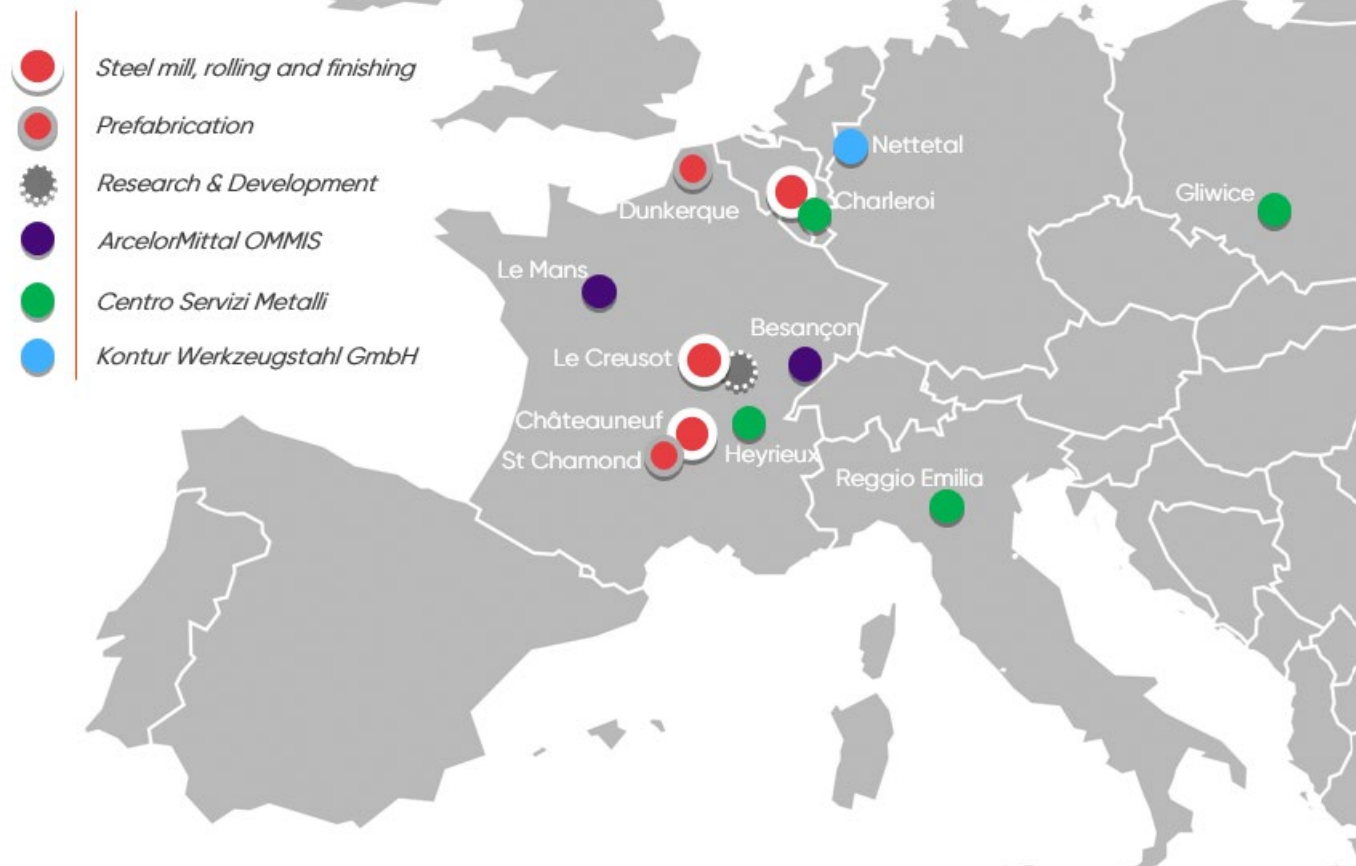 Steel mill, rolling and finishing
Prefabrication
Research & Development
ArcelorMittal OMMIS
Centro Servizi Metalli
Kontur Werkzeugstahl GmbH
Nettetal
Gliwice
Charleroi
Dunkerque
Le Mans
Besançon
Le Creusot
Châteauneuf
Heyrieux
St Chamond
Reggio Emilia